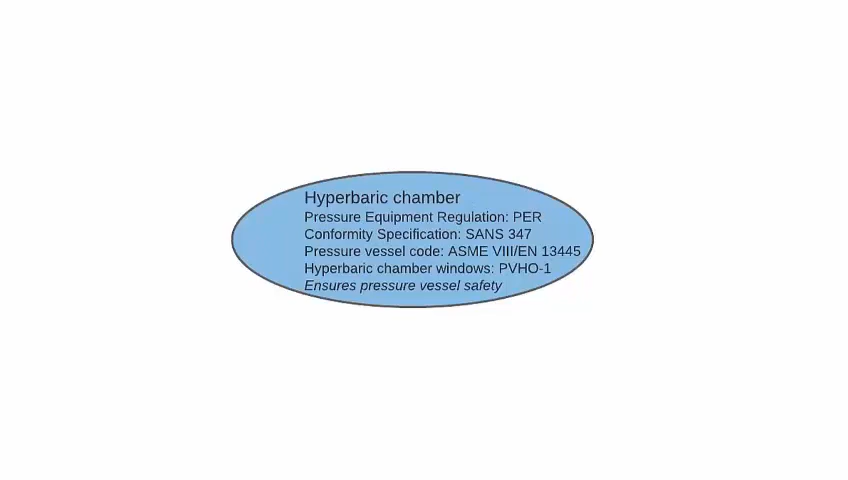 Hyperbaric chamber
Pressure Equipment Regulation: PER
Conformity Specification: SANS 347
Pressure vessel code: ASME VIII/EN 13445
Hyperbaric chamber windows: PVHO-1
Ensures pressure vessel safety